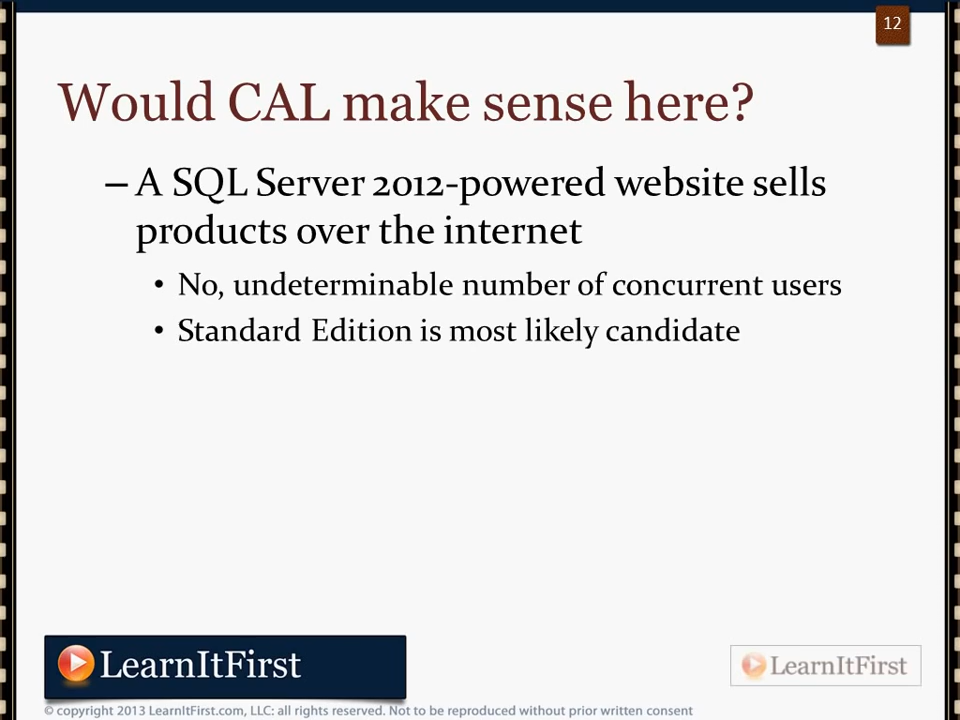 12
Would CAL make sense here?
– A SQL Server 2012-powered website sells
products over the internet
• No, undeterminable number of concurrent users
• Standard Edition is most likely candidate
LearnItFirst
LearnItFirst
© copyright 2013 LearnItFirst.com, LLC: all rights reserved. Not to be reproduced without prior written consent